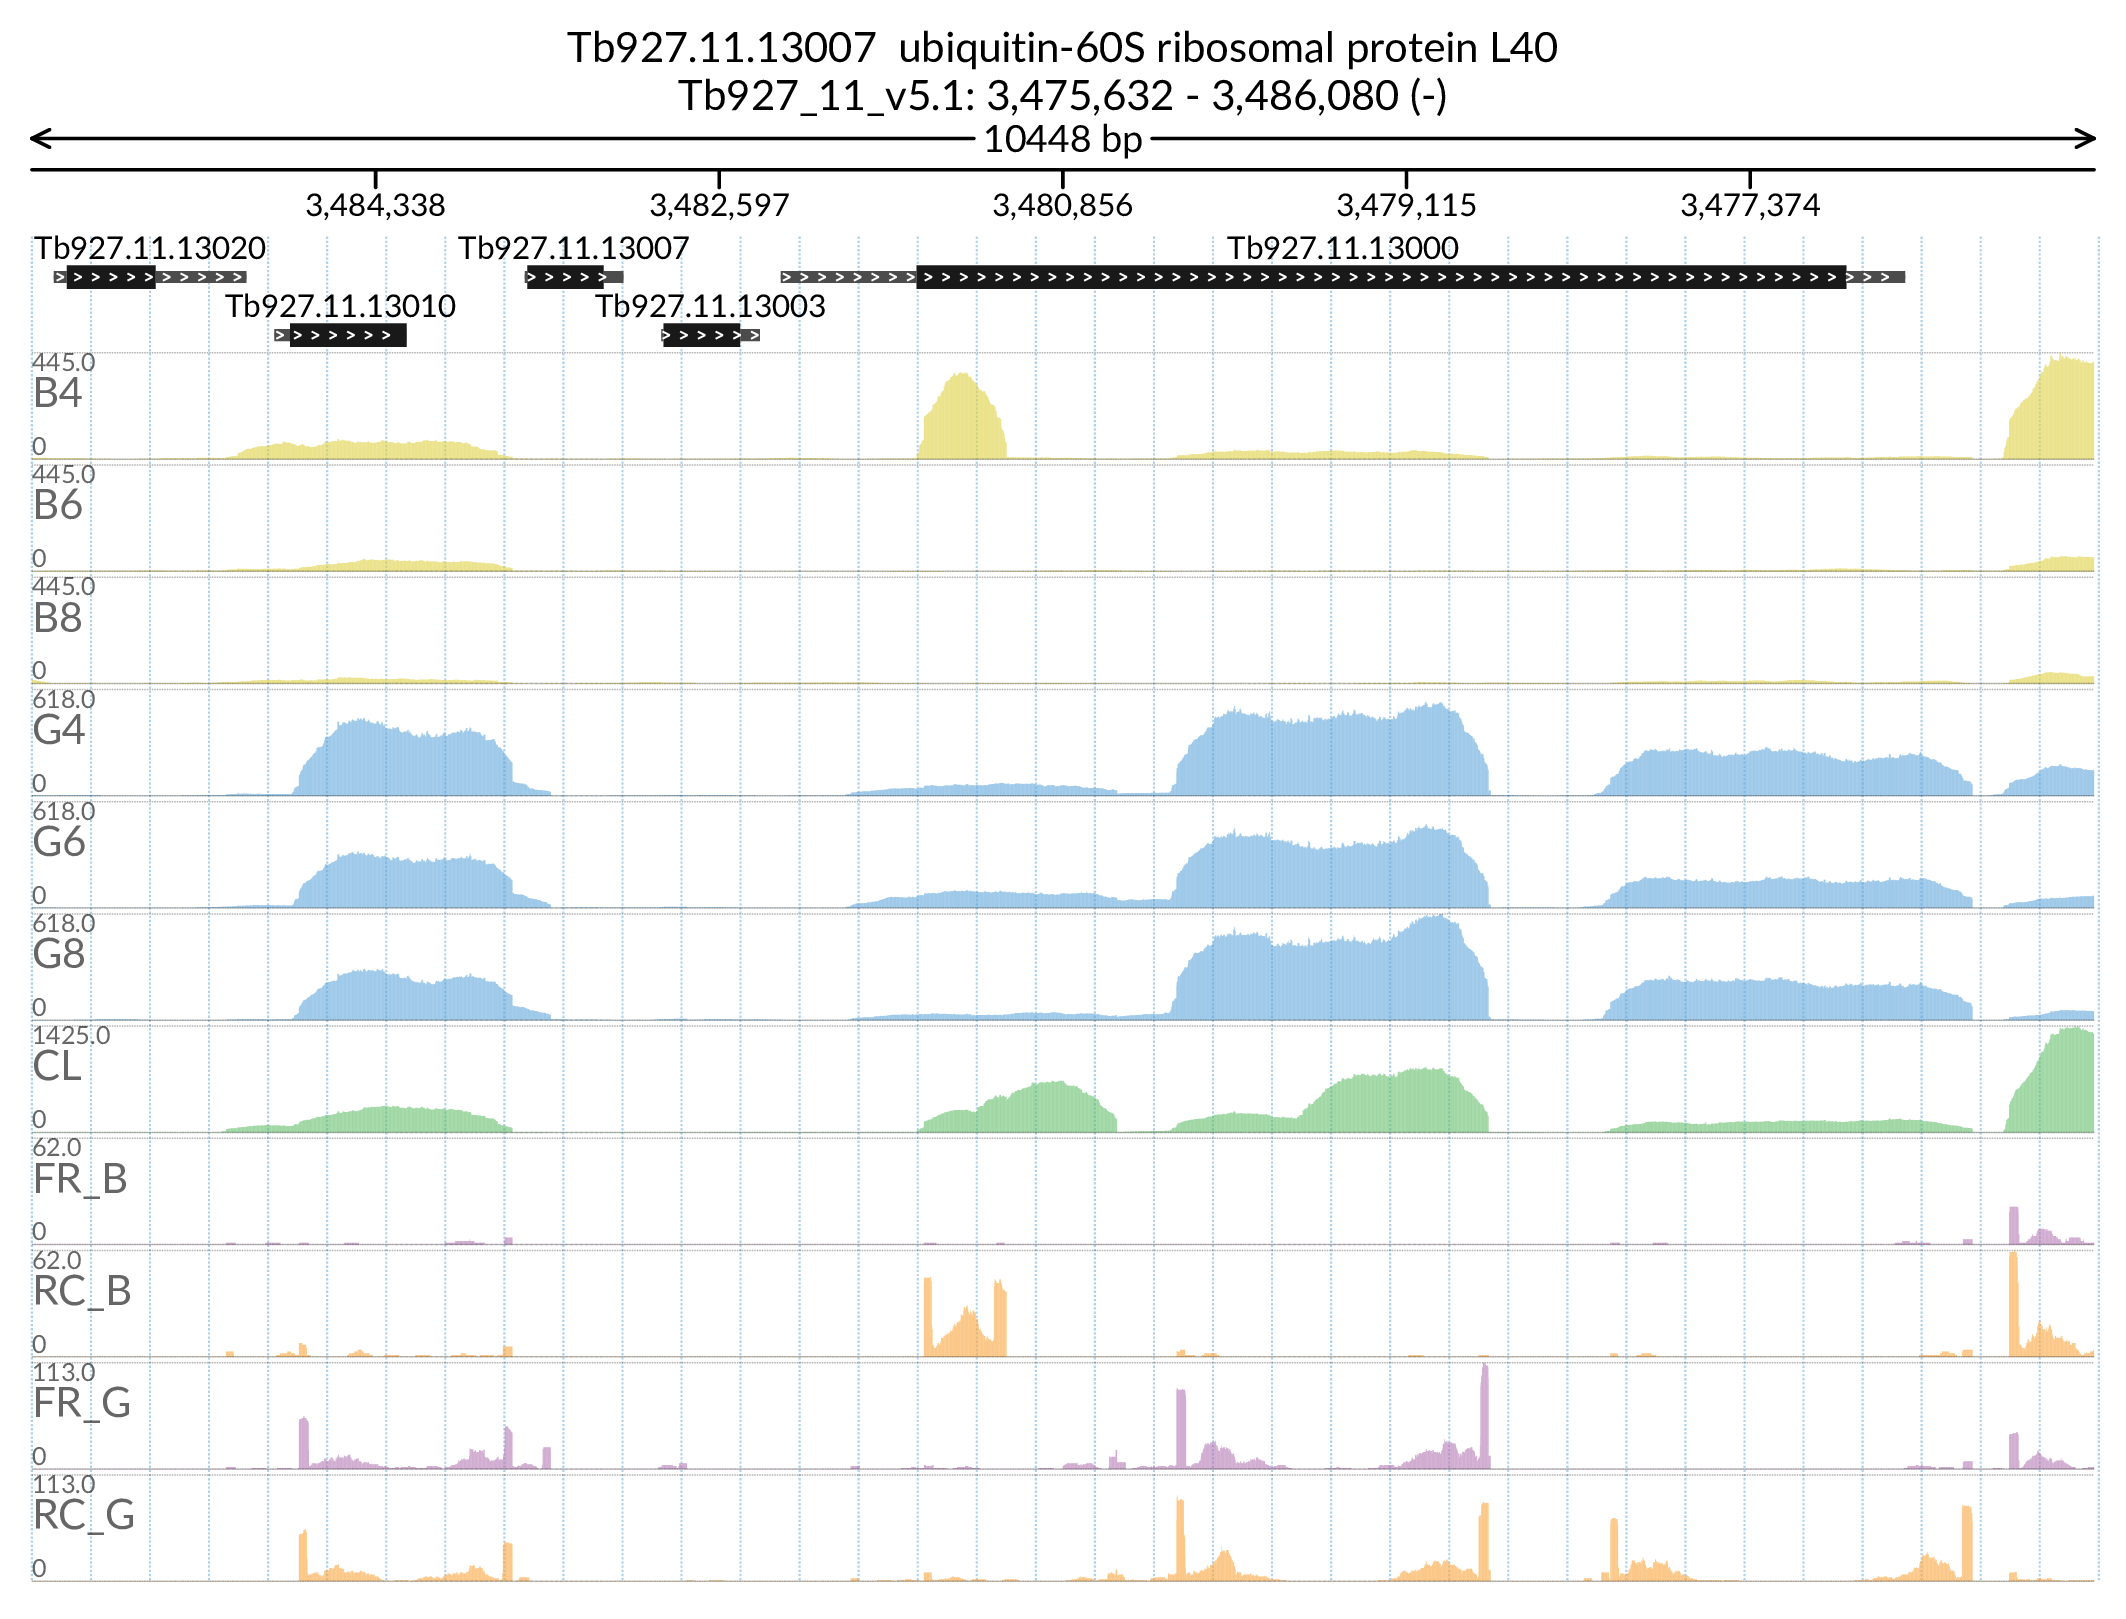 Tb927.11.13007 ubiquitin-60S ribosomal protein L40
Tb927_11_v5.1: 3,475,632 - 3,486,080 (-)
10448 bp
3,484,338 3,482,597 3,480,856 3,479,115 3,477,374
Tb927.11.13020 Tb927.11.13007 Tb927.11.13000
Tb927.11.13010 Tb927.11.13003
445.0
B4
0
445.0
B6
0
445.0
B8
0
618.0
G4
0
618.0
G6
0
618.0
G8
0
1425.0
CL
0
62.0
FR_B
0
62.0
RC_B
0
113.0
FR_G
0
113.0
RC_G
0